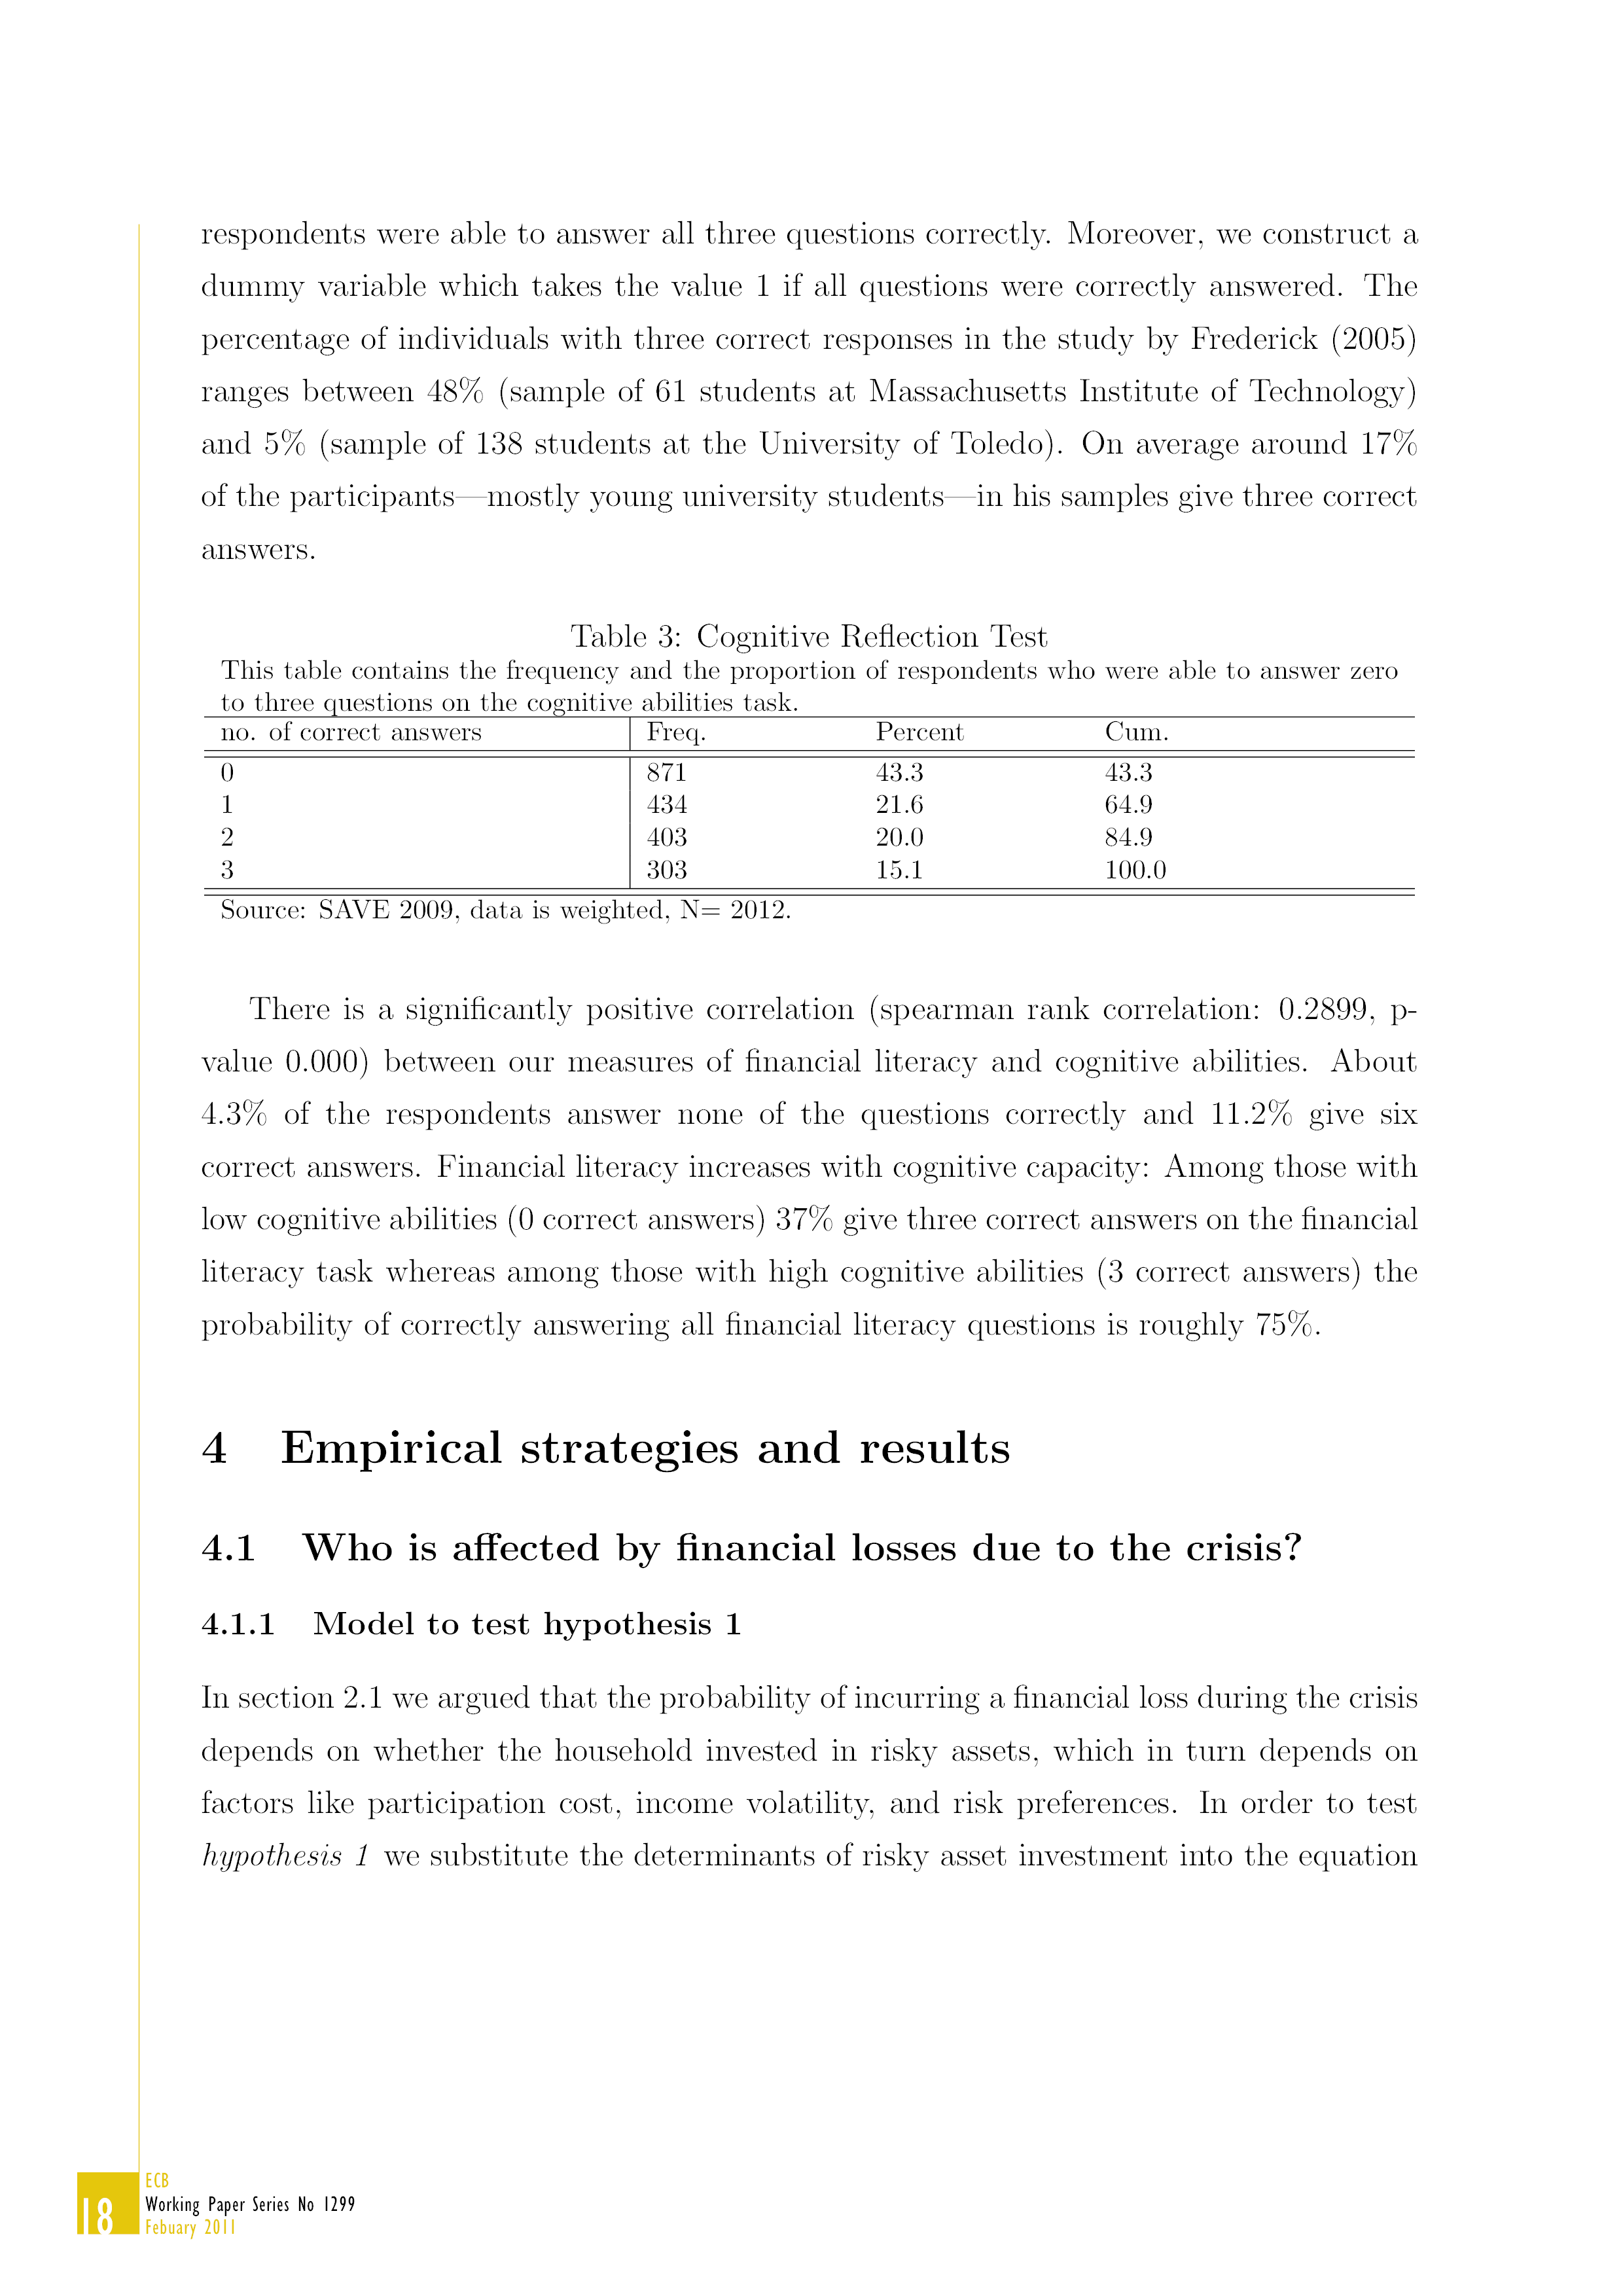 respondents were able to answer all three questions correctly. Moreover, we construct a
dummy variable which takes the value 1 if all questions were correctly answered. The
percentage of individuals with three correct responses in the study by Frederick (2005)
ranges between 48% (sample of 61 students at Massachusetts Institute of Technology)
and 5% (sample of 138 students at the University of Toledo). On average around 17%
of the participants—mostly young university students—in his samples give three correct
answers.
Table 3: Cognitive Reflection Test
This table contains the frequency and the proportion of respondents who were able to answer zero
to three questions on the cognitive abilities task.
no. of correct answers Freq. Percent Cum.
0 871 43.3 43.3
1 434 21.6 64.9
2 403 20.0 84.9
3 303 15.1 100.0
Source: SAVE 2009, data is weighted, N= 2012.
There is a significantly positive correlation (spearman rank correlation: 0.2899, p-
value 0.000) between our measures of financial literacy and cognitive abilities. About
4.3% of the respondents answer none of the questions correctly and 11.2% give six
correct answers. Financial literacy increases with cognitive capacity: Among those with
low cognitive abilities (0 correct answers) 37% give three correct answers on the financial
literacy task whereas among those with high cognitive abilities (3 correct answers) the
probability of correctly answering all financial literacy questions is roughly 75%.
4 Empirical strategies and results
4.1 Who is affected by financial losses due to the crisis?
4.1.1 Model to test hypothesis 1
In section 2.1 we argued that the probability of incurring a financial loss during the crisis
depends on whether the household invested in risky assets, which in turn depends on
factors like participation cost, income volatility, and risk preferences. In order to test
hypothesis 1 we substitute the determinants of risky asset investment into the equation
18
ECB
Working Paper Series No 1299
Febuary 2011